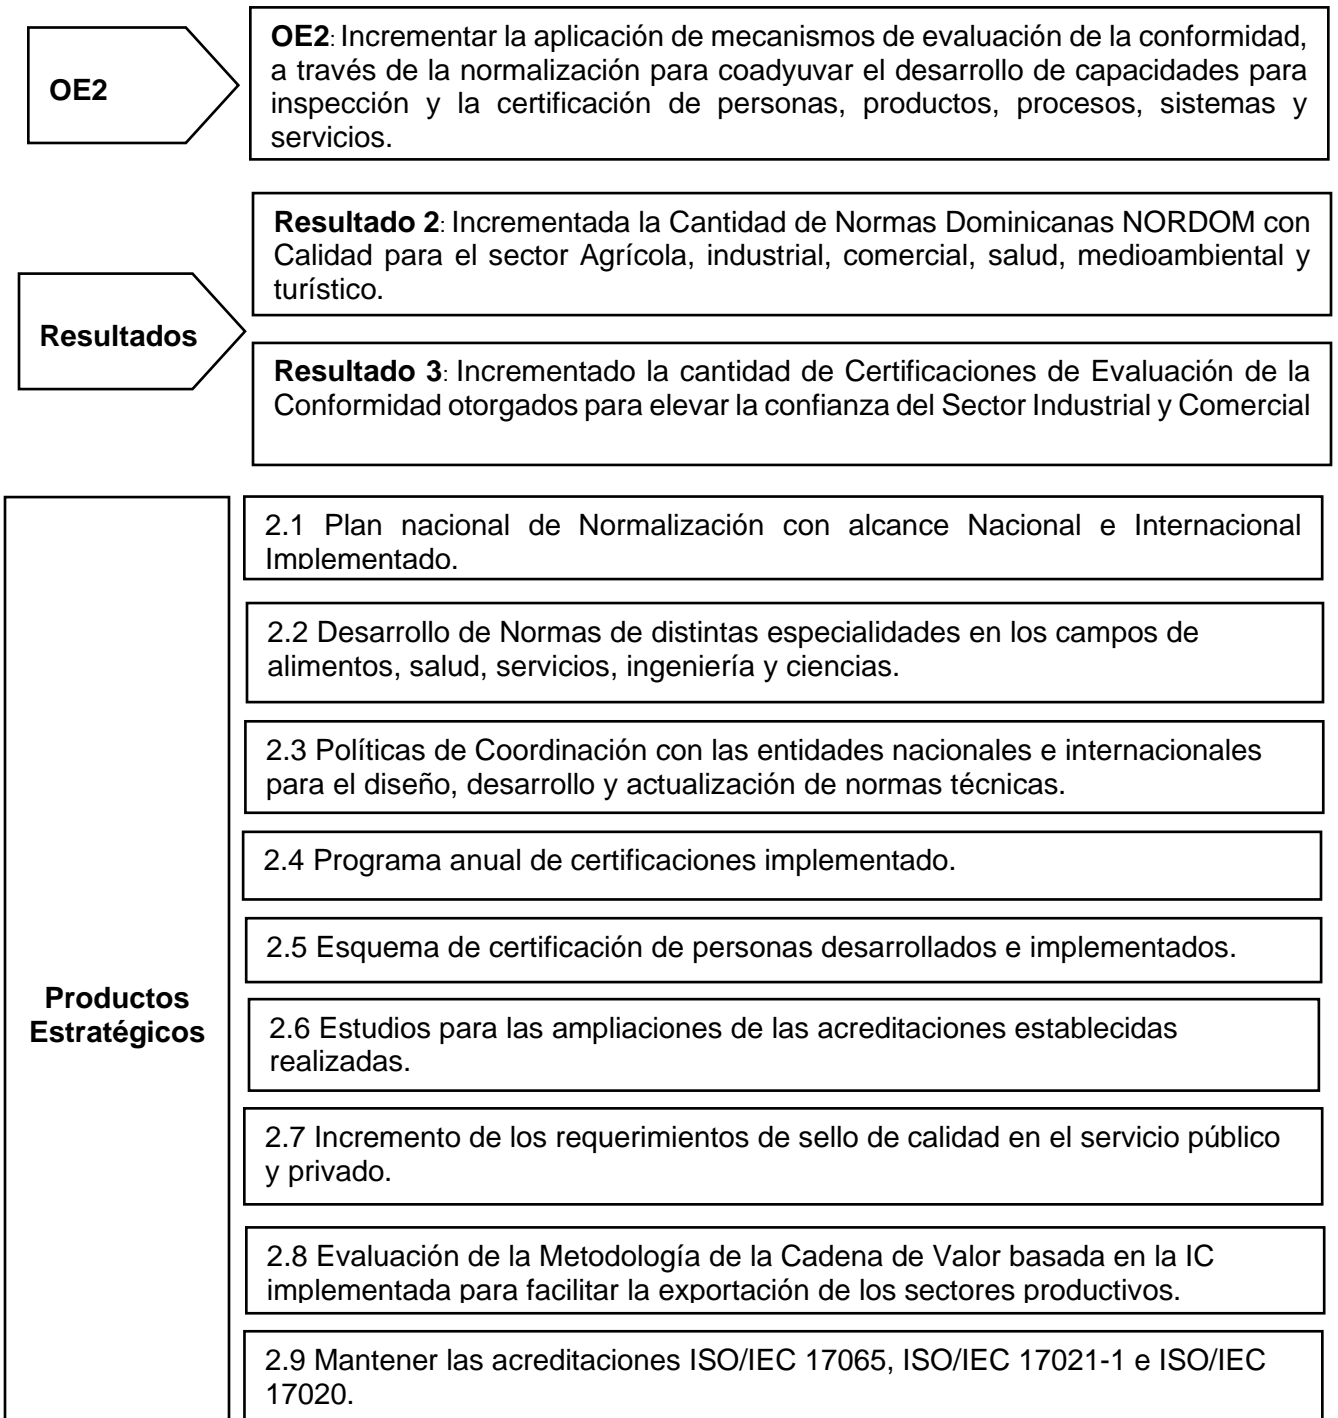 OE2
OE2: Incrementar la aplicación de mecanismos de evaluación de la conformidad,
a través de la normalización para coadyuvar el desarrollo de capacidades para
inspección y la certificación de personas, productos, procesos, sistemas y
servicios.
Resultados
Resultado 2: Incrementada la Cantidad de Normas Dominicanas NORDOM con
Calidad para el sector Agrícola, industrial, comercial, salud, medioambiental y
turístico.
Resultado 3: Incrementado la cantidad de Certificaciones de Evaluación de la
Conformidad otorgados para elevar la confianza del Sector Industrial y Comercial
Productos
Estratégicos
2.1 Plan nacional de Normalización con alcance Nacional e Internacional
Implementado.
2.2 Desarrollo de Normas de distintas especialidades en los campos de
alimentos, salud, servicios, ingeniería y ciencias.
2.3 Políticas de Coordinación con las entidades nacionales e internacionales
para el diseño, desarrollo y actualización de normas técnicas.
2.4 Programa anual de certificaciones implementado.
2.5 Esquema de certificación de personas desarrollados e implementados.
2.6 Estudios para las ampliaciones de las acreditaciones establecidas
realizadas.
2.7 Incremento de los requerimientos de sello de calidad en el servicio público
y privado.
2.8 Evaluación de la Metodología de la Cadena de Valor basada en la IC
implementada para facilitar la exportación de los sectores productivos.
2.9 Mantener las acreditaciones ISO/IEC 17065, ISO/IEC 17021-1 e ISO/IEC
17020.